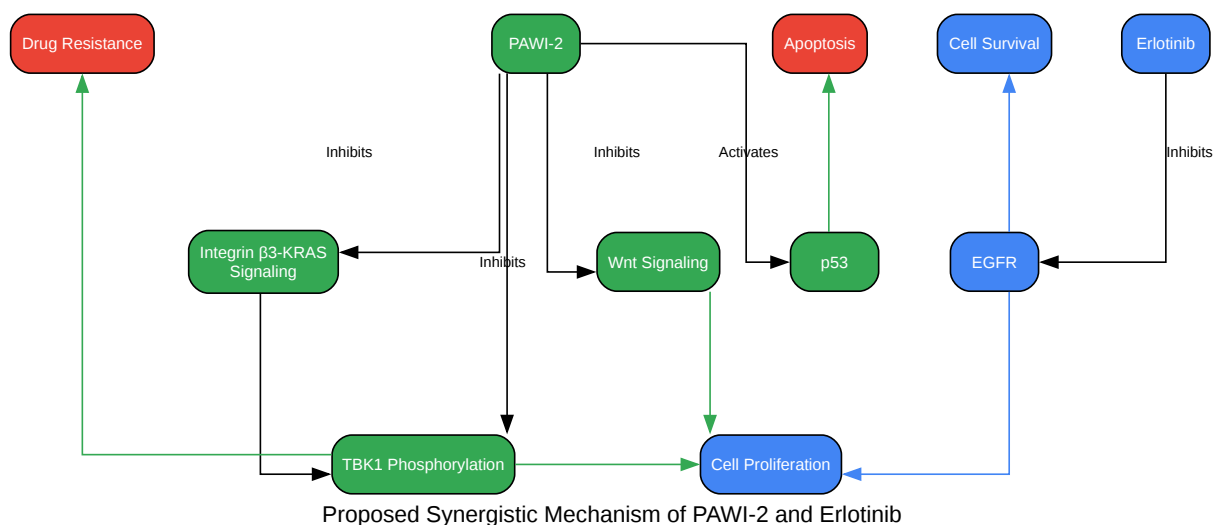 Drug Resistance
PAWI-2
Apoptosis
Cell Survival
Erlotinib
Inhibits
Inhibits
Activates
Inhibits
Integrin β3-KRAS
Signaling
Inhibits
Wnt Signaling
p53
EGFR
TBK1 Phosphorylation
Cell Proliferation
Proposed Synergistic Mechanism of PAWI-2 and Erlotinib